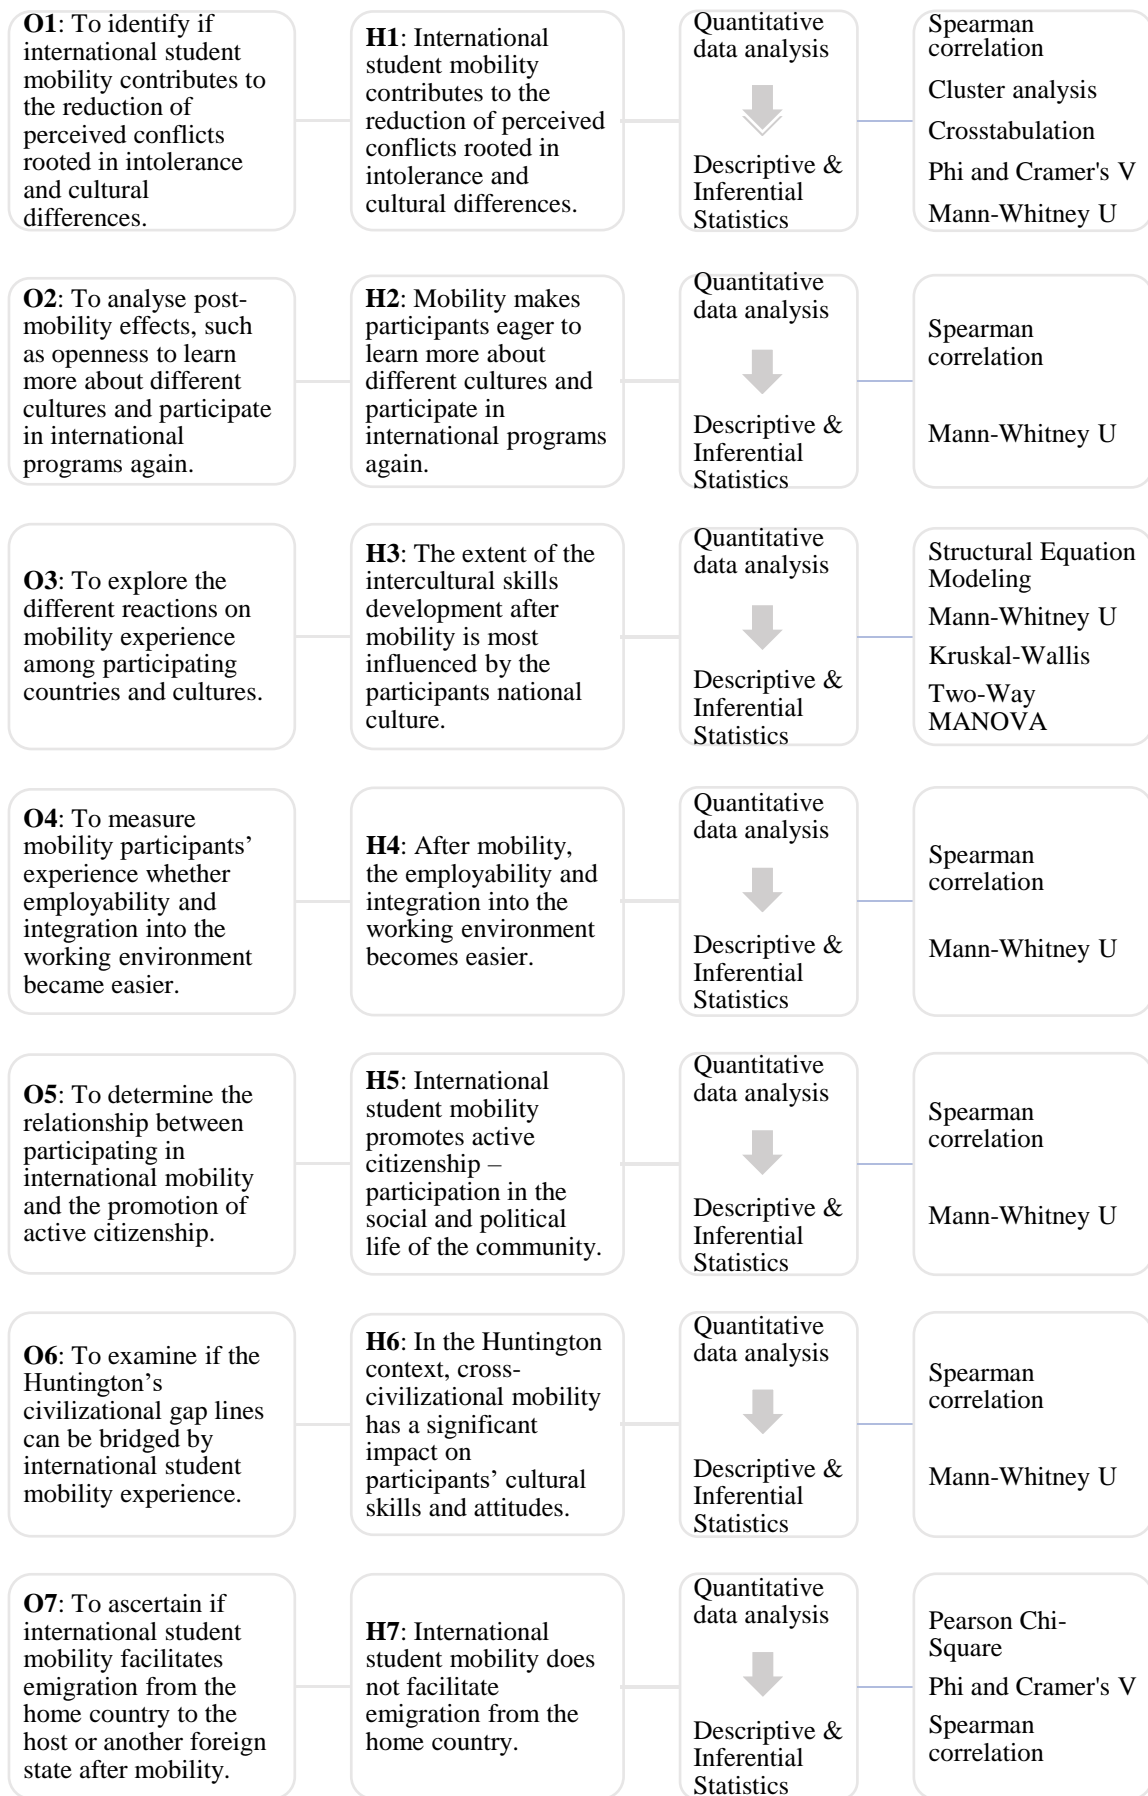 O1: To identify if
international student
mobility contributes to
the reduction of
perceived conflicts
rooted in intolerance
and cultural
differences.
H1: International
student mobility
contributes to the
reduction of perceived
conflicts rooted in
intolerance and
cultural differences.
Quantitative
data analysis
Descriptive &
Inferential
Statistics
Spearman
correlation
Cluster analysis
Crosstabulation
Phi and Cramer's V
Mann-Whitney U
O2: To analyse post-
mobility effects, such
as openness to learn
more about different
cultures and participate
in international
programs again.
H2: Mobility makes
participants eager to
learn more about
different cultures and
participate in
international programs
again.
Quantitative
data analysis
Descriptive &
Inferential
Statistics
Spearman
correlation
Mann-Whitney U
O3: To explore the
different reactions on
mobility experience
among participating
countries and cultures.
H3: The extent of the
intercultural skills
development after
mobility is most
influenced by the
participants national
culture.
Quantitative
data analysis
Descriptive &
Inferential
Statistics
Structural Equation
Modeling
Mann-Whitney U
Kruskal-Wallis
Two-Way
MANOVA
O4: To measure
mobility participants’
experience whether
employability and
integration into the
working environment
became easier.
H4: After mobility,
the employability and
integration into the
working environment
becomes easier.
Quantitative
data analysis
Descriptive &
Inferential
Statistics
Spearman
correlation
Mann-Whitney U
O5: To determine the
relationship between
participating in
international mobility
and the promotion of
active citizenship.
H5: International
student mobility
promotes active
citizenship –
participation in the
social and political
life of the community.
Quantitative
data analysis
Descriptive &
Inferential
Statistics
Spearman
correlation
Mann-Whitney U
O6: To examine if the
Huntington’s
civilizational gap lines
can be bridged by
international student
mobility experience.
H6: In the Huntington
context, cross-
civilizational mobility
has a significant
impact on
participants’ cultural
skills and attitudes.
Quantitative
data analysis
Descriptive &
Inferential
Statistics
Spearman
correlation
Mann-Whitney U
O7: To ascertain if
international student
mobility facilitates
emigration from the
home country to the
host or another foreign
state after mobility.
H7: International
student mobility does
not facilitate
emigration from the
home country.
Quantitative
data analysis
Descriptive &
Inferential
Statistics
Pearson Chi-
Square
Phi and Cramer's V
Spearman
correlation